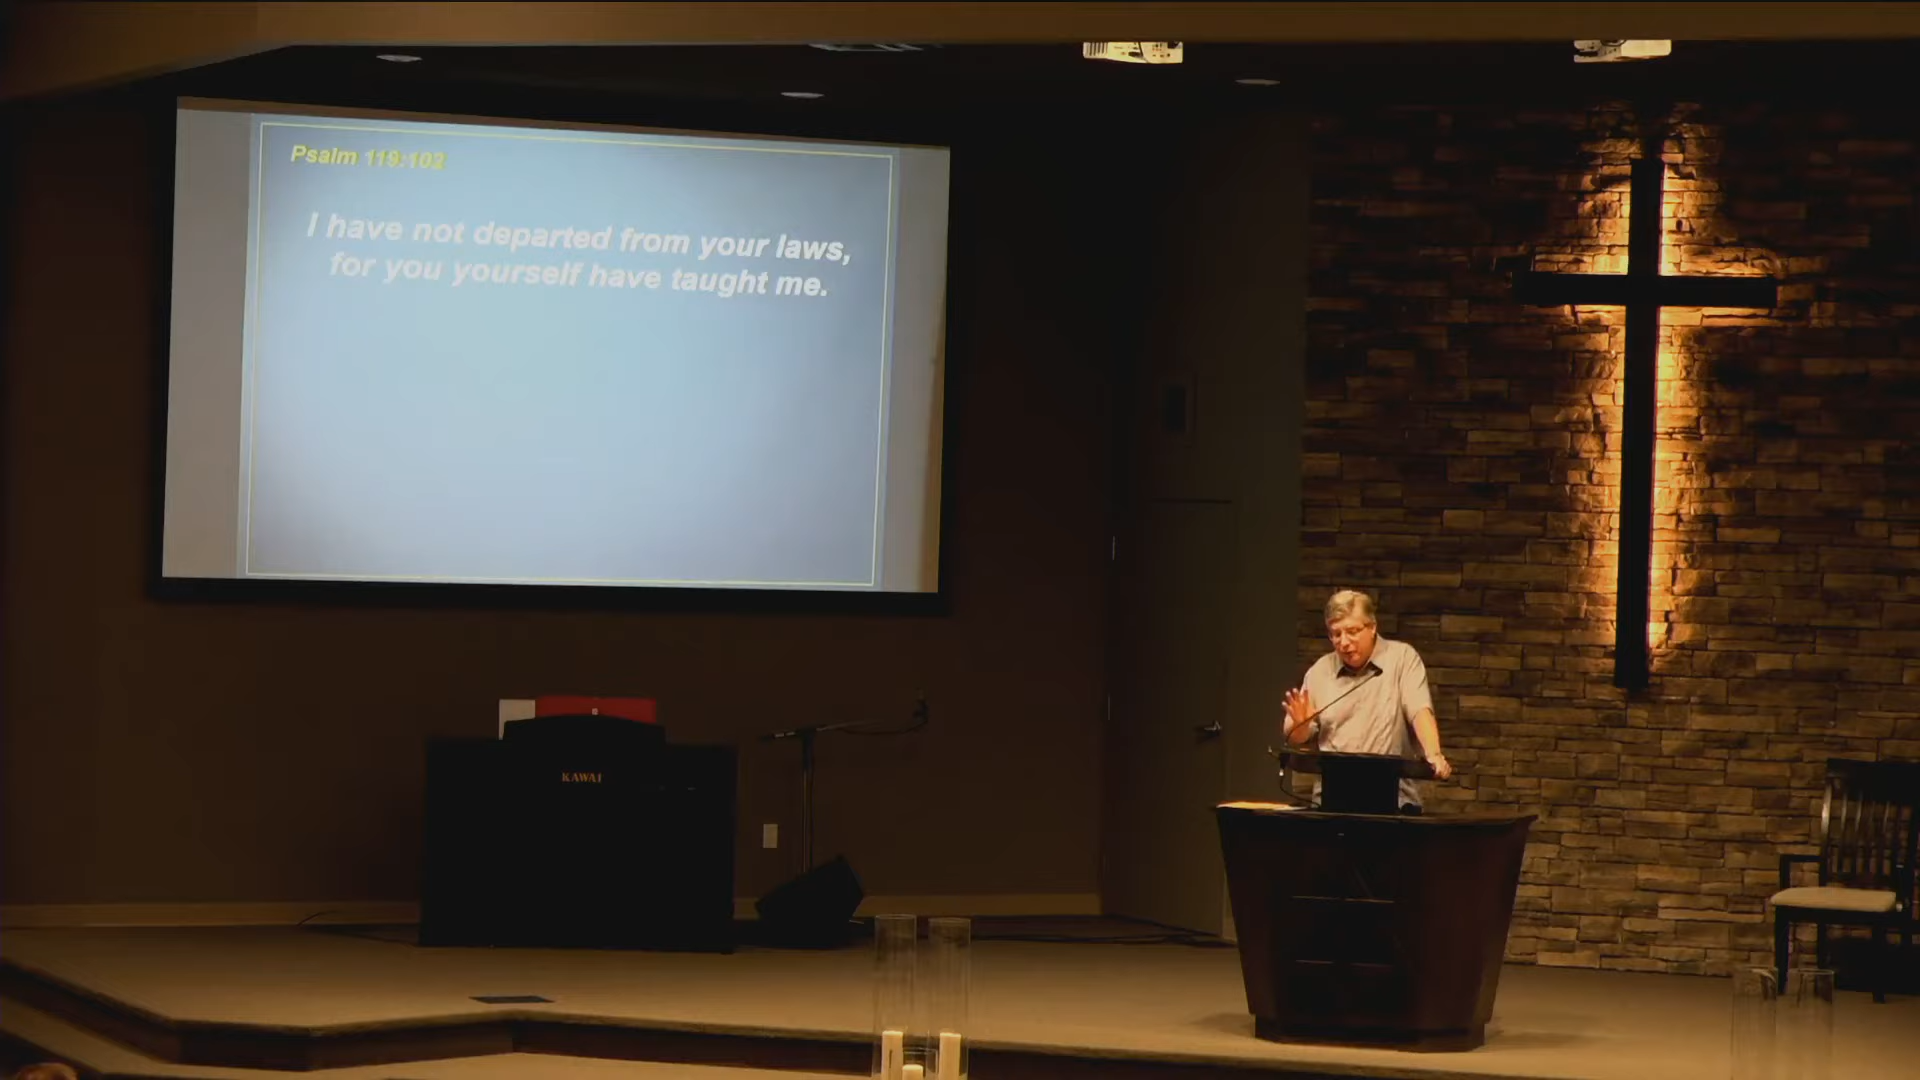 Psalm 119:102
I have not departed from your laws,
for you yourself have taught me.
KAWAI